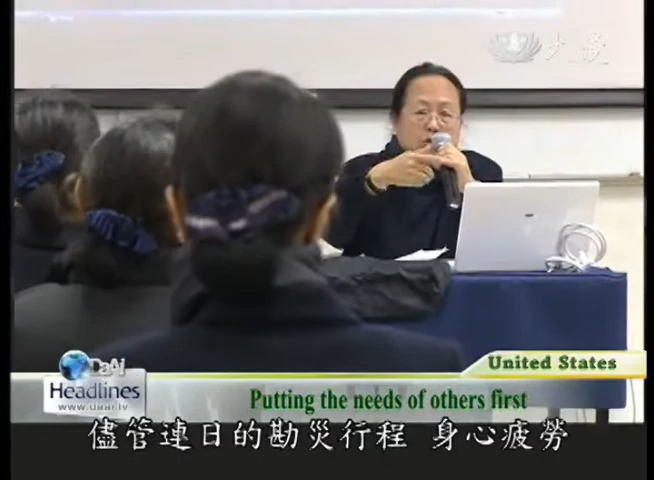 大愛
United States
DaAi
Headlines
www.daai.tv
Putting the needs of others first
儘管連日的勘災行程 身心疲勞